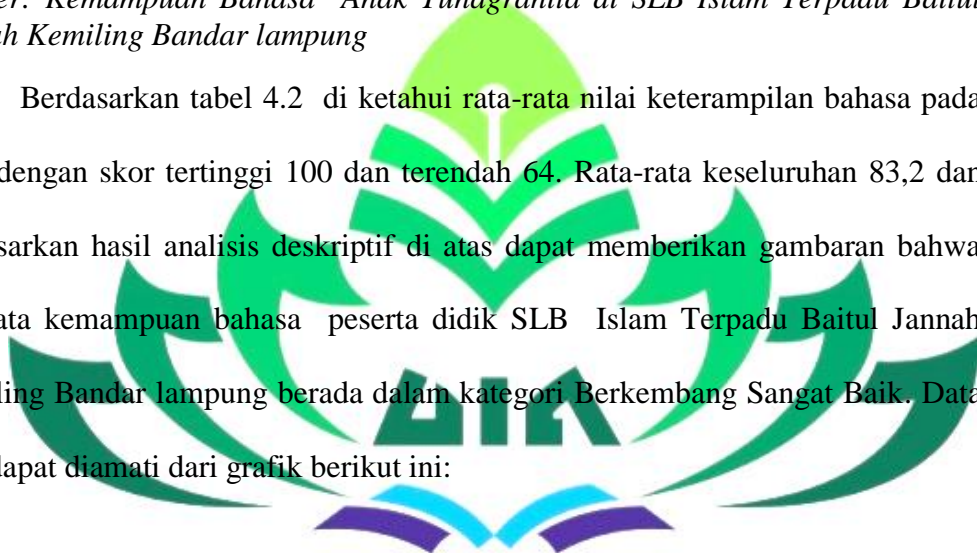 er: Kemampuan Bahasa Anak Tunagrahita di SLB Islam Terpadu Baitul
ah Kemiling Bandar lampung
Berdasarkan tabel 4.2 di ketahui rata-rata nilai keterampilan bahasa pada
dengan skor tertinggi 100 dan terendah 64. Rata-rata keseluruhan 83,2 dan
sarkan hasil analisis deskriptif di atas dapat memberikan gambaran bahwa
ata kemampuan bahasa peserta didik SLB Islam Terpadu Baitul Jannah
ling Bandar lampung berada dalam kategori Berkembang Sangat Baik. Data
dapat diamati dari grafik berikut ini: